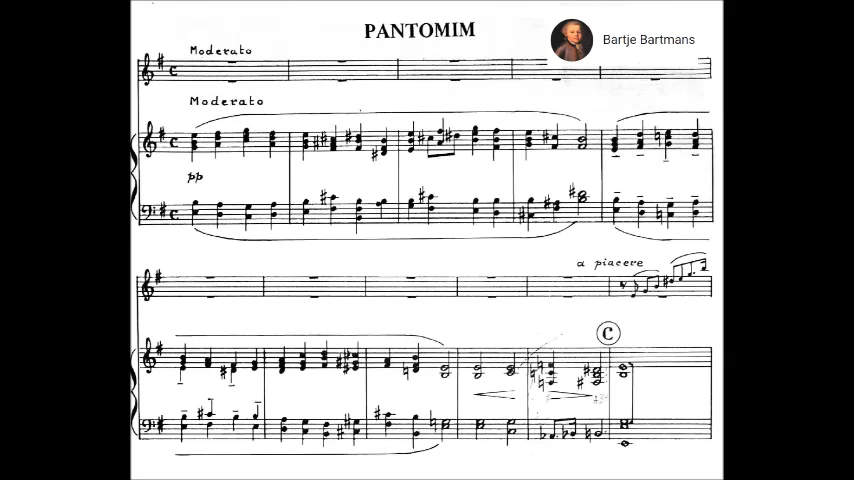 PANTOMIM
Bartje Bartmans
Moderato
Moderato
pp
a piacere
C